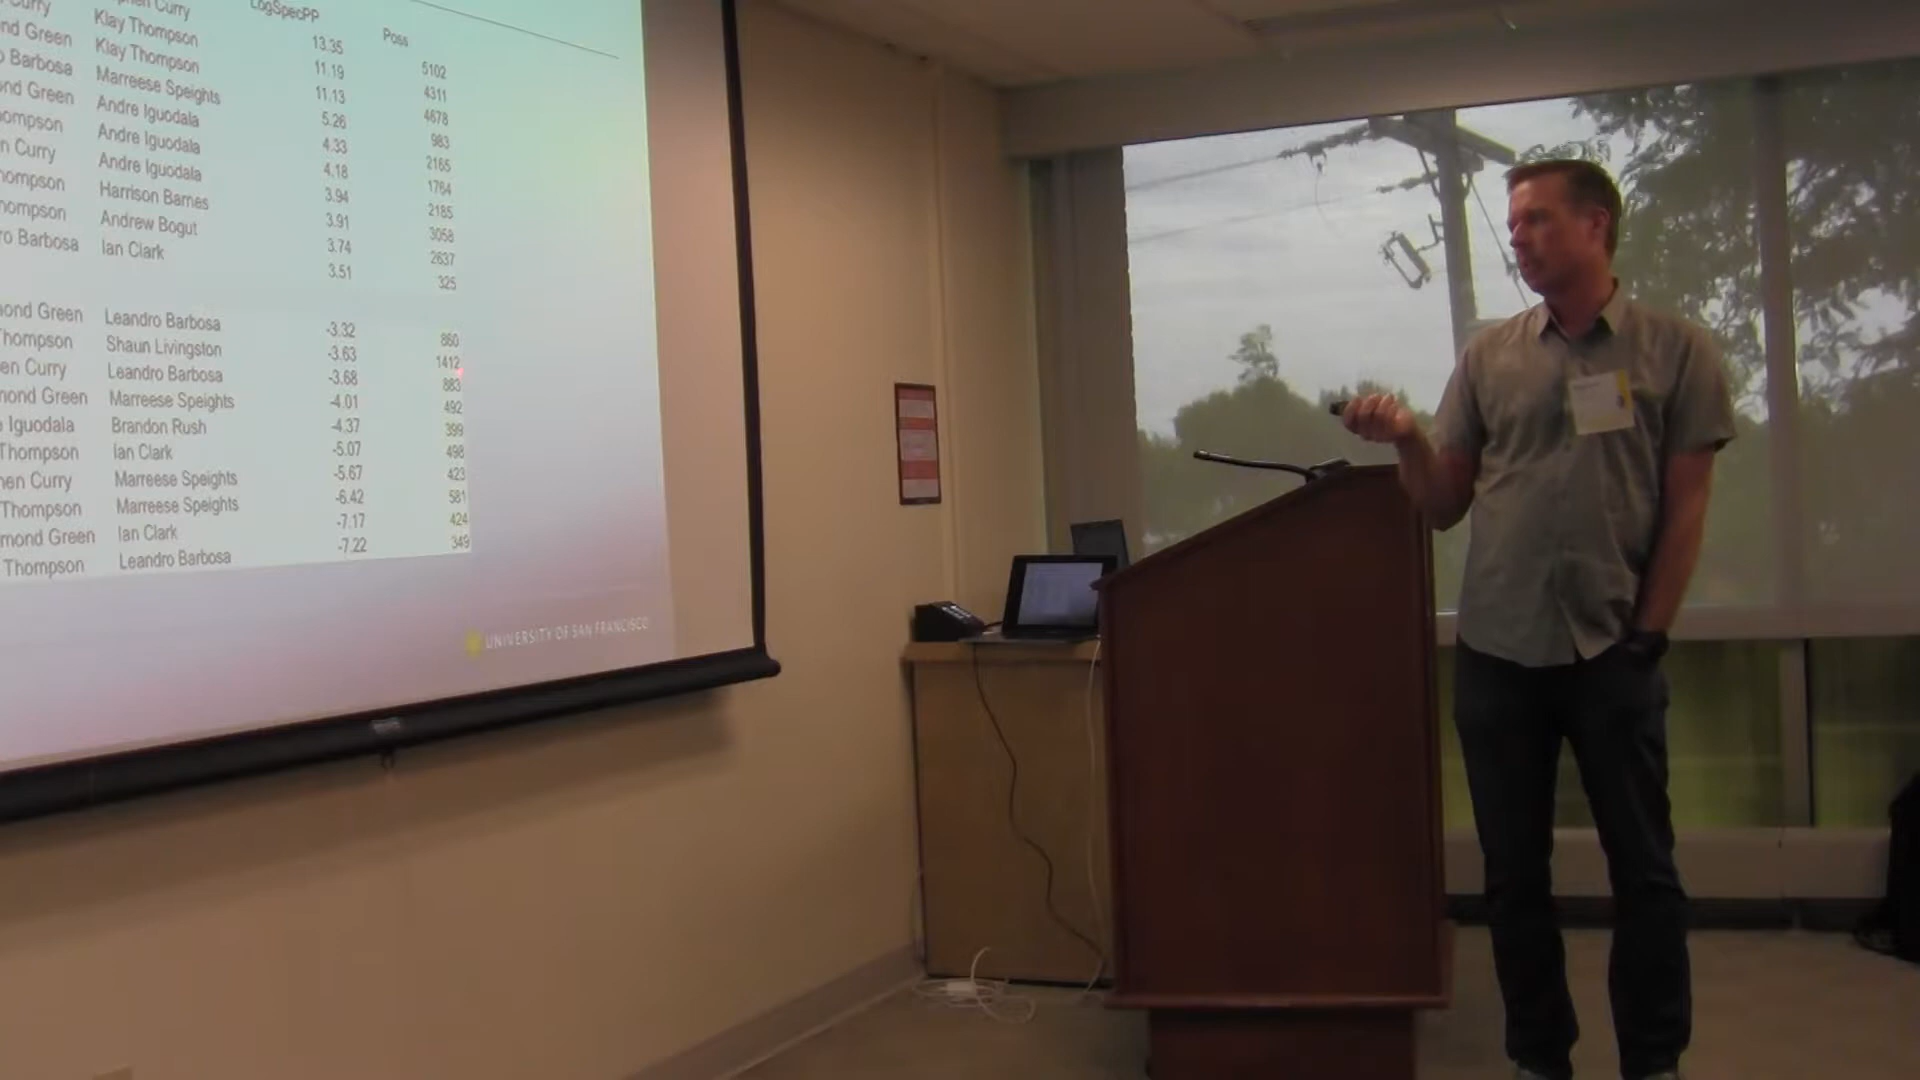 LogSpecPP Poss
phen Curry 13.35 5102
urry Klay Thompson 11.19 4311
nd Green Klay Thompson 11.13 4678
o Barbosa Marreese Speights 5.26 983
ond Green Andre Iguodala 4.33 2165
ompson Andre Iguodala 4.18 1764
n Curry Andre Iguodala 3.94 2185
hompson Harrison Barnes 3.91 3058
hompson Andrew Bogut 3.74 2637
ro Barbosa Ian Clark 3.51 325
mond Green Leandro Barbosa -3.32 860
Thompson Shaun Livingston -3.63 1412
en Curry Leandro Barbosa -3.68 883
mond Green Marreese Speights -4.01 492
Iguodala Brandon Rush -4.37 399
Thompson Ian Clark -5.07 498
hen Curry Marreese Speights -5.67 423
Thompson Marreese Speights -6.42 581
mond Green Ian Clark -7.17 424
Thompson Leandro Barbosa -7.22 349
UNIVERSITY OF SAN FRANCISCO